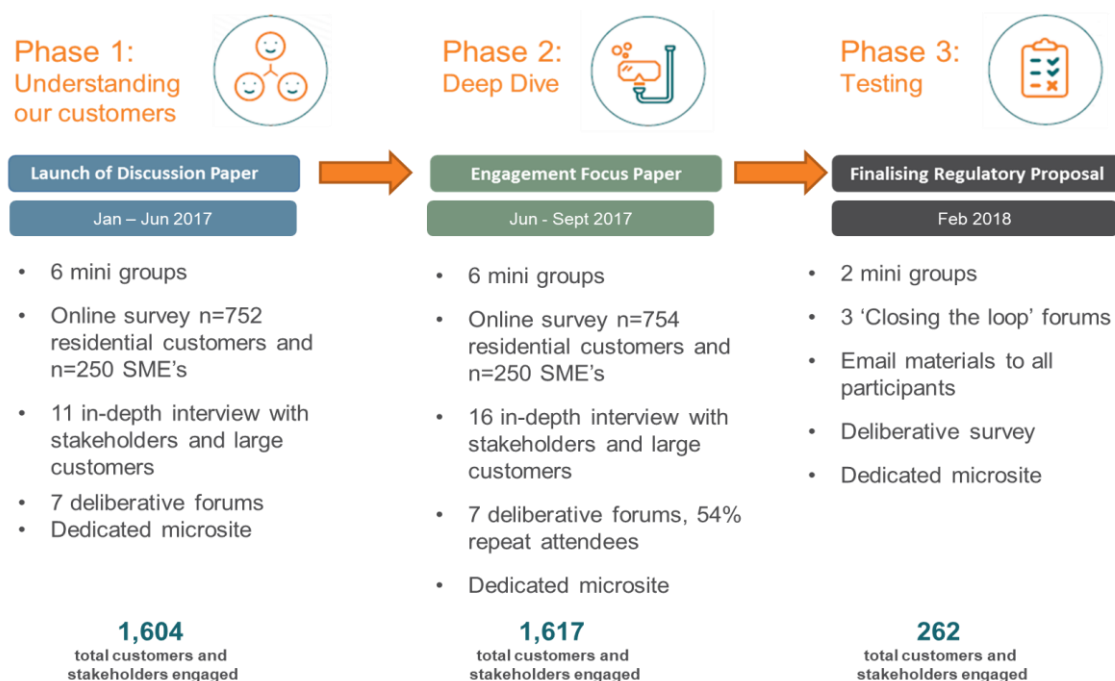 Phase 1:
Understanding
our customers
Launch of Discussion Paper
Jan – Jun 2017
• 6 mini groups
• Online survey n=752
residential customers and
n=250 SME's
• 11 in-depth interview with
stakeholders and large
customers
• 7 deliberative forums
• Dedicated microsite
1,604
total customers and
stakeholders engaged
Phase 2:
Deep Dive
Engagement Focus Paper
Jun - Sept 2017
• 6 mini groups
• Online survey n=754
residential customers and
n=250 SME's
• 16 in-depth interview with
stakeholders and large
customers
• 7 deliberative forums, 54%
repeat attendees
• Dedicated microsite
1,617
total customers and
stakeholders engaged
Phase 3:
Testing
Finalising Regulatory Proposal
Feb 2018
• 2 mini groups
• 3 'Closing the loop' forums
• Email materials to all
participants
• Deliberative survey
• Dedicated microsite
262
total customers and
stakeholders engaged